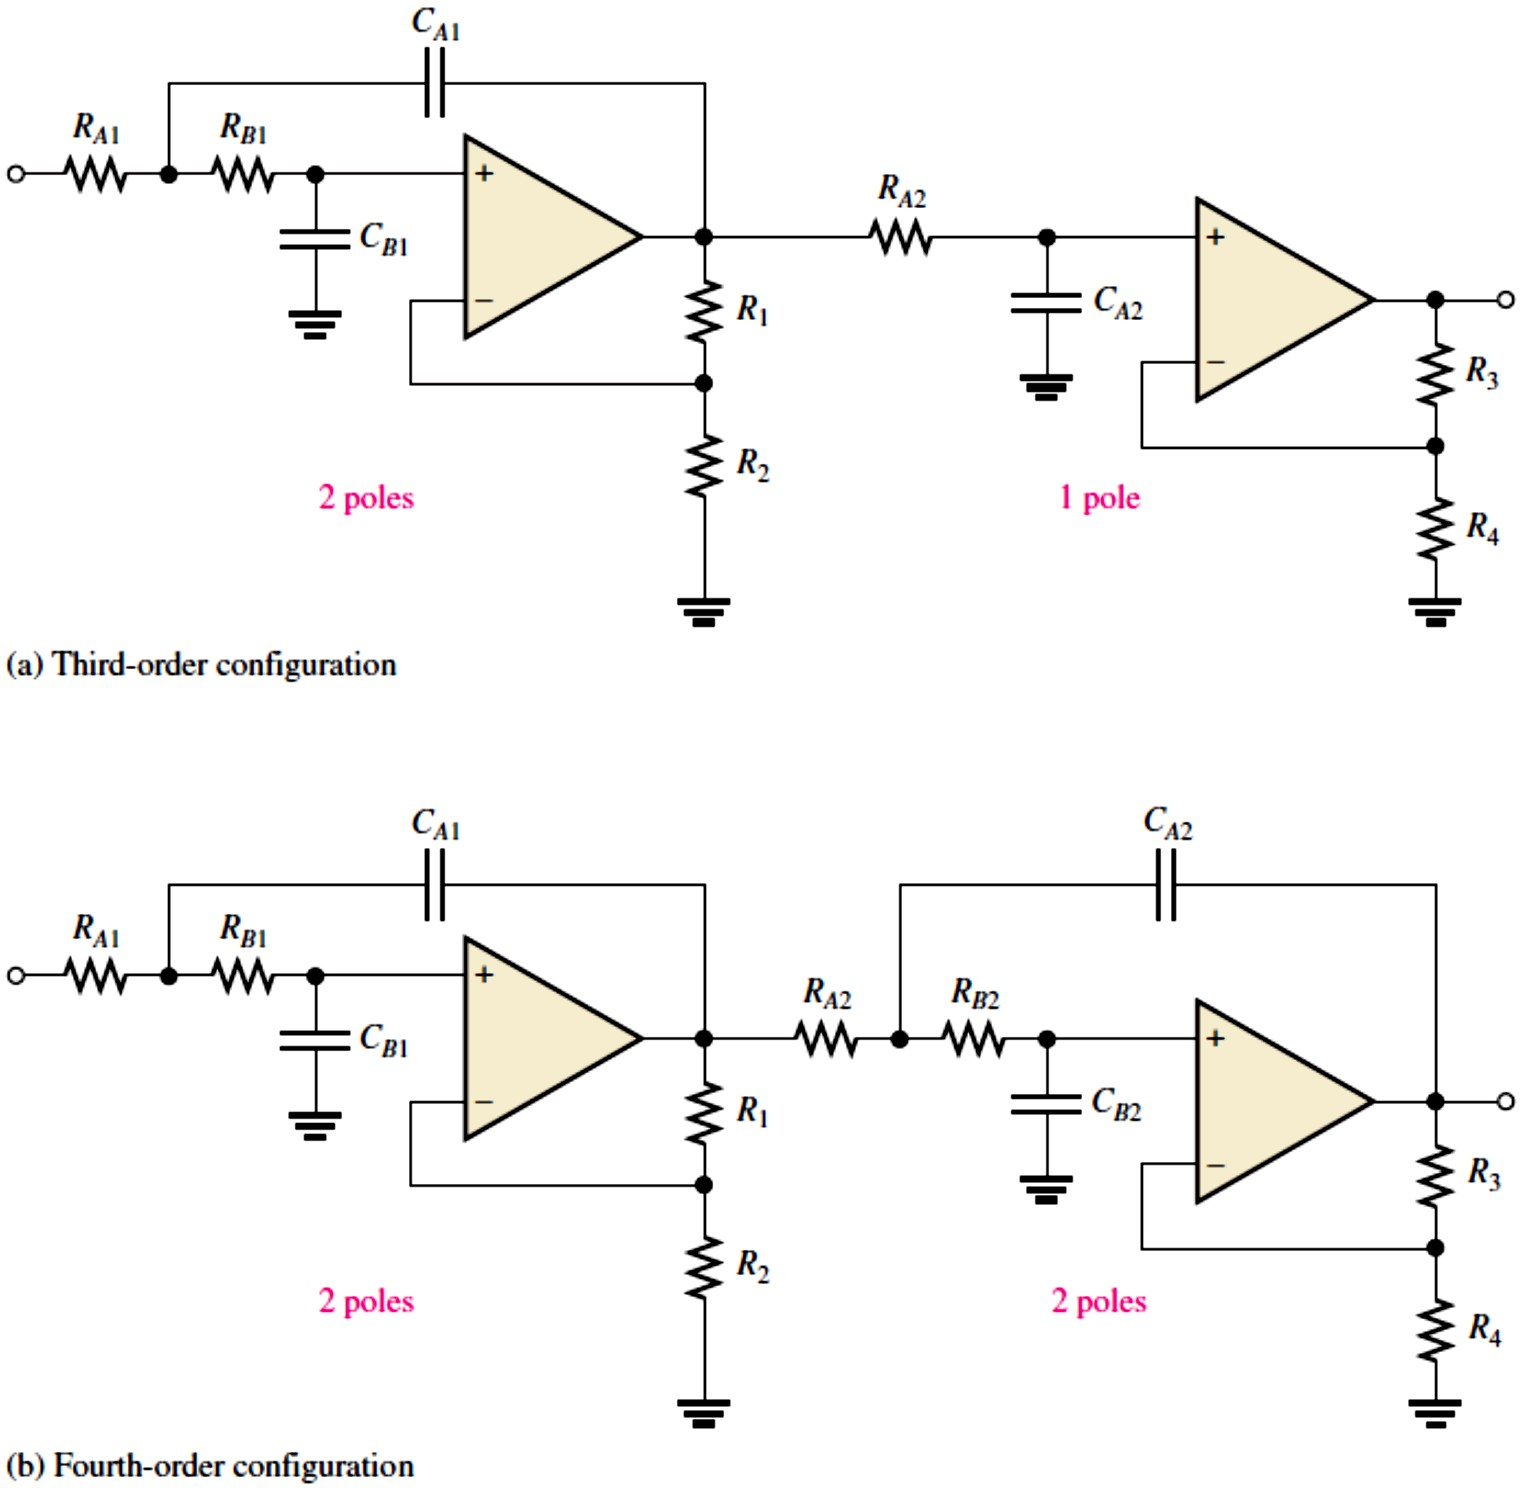 C_A1
R_A1
R_B1
+
C_B1
−
R_1
R_2
2 poles
R_A2
+
C_A2
−
R_3
R_4
1 pole
(a) Third-order configuration
C_A1
C_A2
R_A1
R_B1
+
C_B1
−
R_1
R_2
2 poles
R_A2
R_B2
+
C_B2
−
R_3
R_4
2 poles
(b) Fourth-order configuration